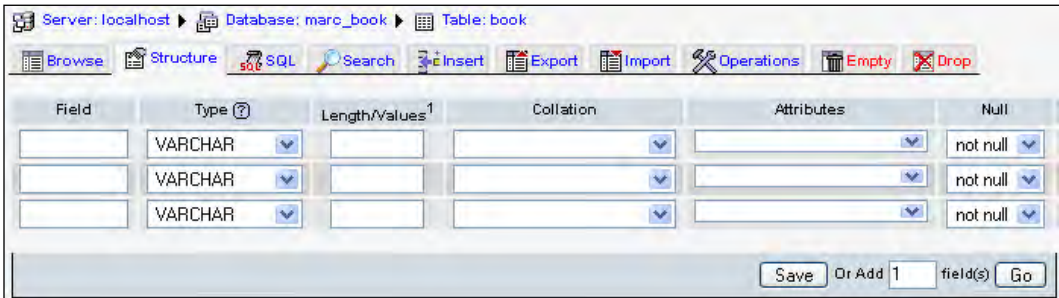 Server: localhost Database: marc_book Table: book
Browse Structure SQL Search Insert Export Import Operations Empty Drop
Field Type Length/Values1 Collation Attributes Null
VARCHAR not null
VARCHAR not null
VARCHAR not null
Save Or Add 1 field(s) Go